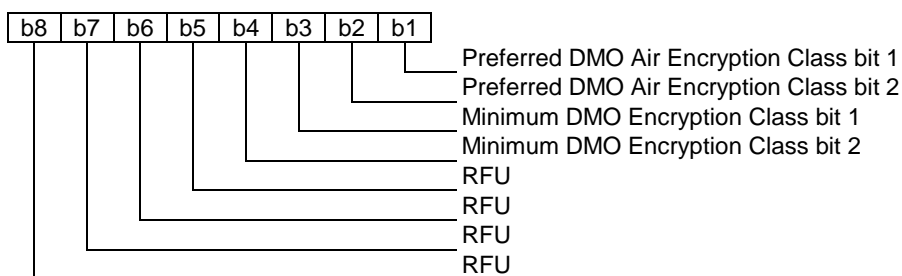 b8 b7 b6 b5 b4 b3 b2 b1
Preferred DMO Air Encryption Class bit 1
Preferred DMO Air Encryption Class bit 2
Minimum DMO Encryption Class bit 1
Minimum DMO Encryption Class bit 2
RFU
RFU
RFU
RFU